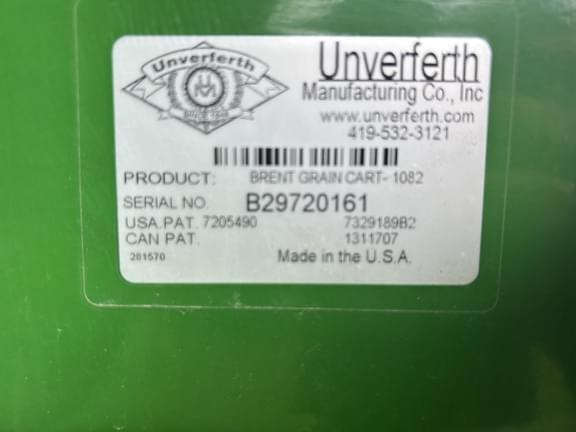 Unverferth
UM
SINCE 1948
Unverferth
Manufacturing Co., Inc
www.unverferth.com
419-532-3121
PRODUCT: BRENT GRAIN CART- 1082
SERIAL NO. B29720161
USA.PAT. 7205490 7329189B2
CAN PAT. 1311707
281570 Made in the U.S.A.